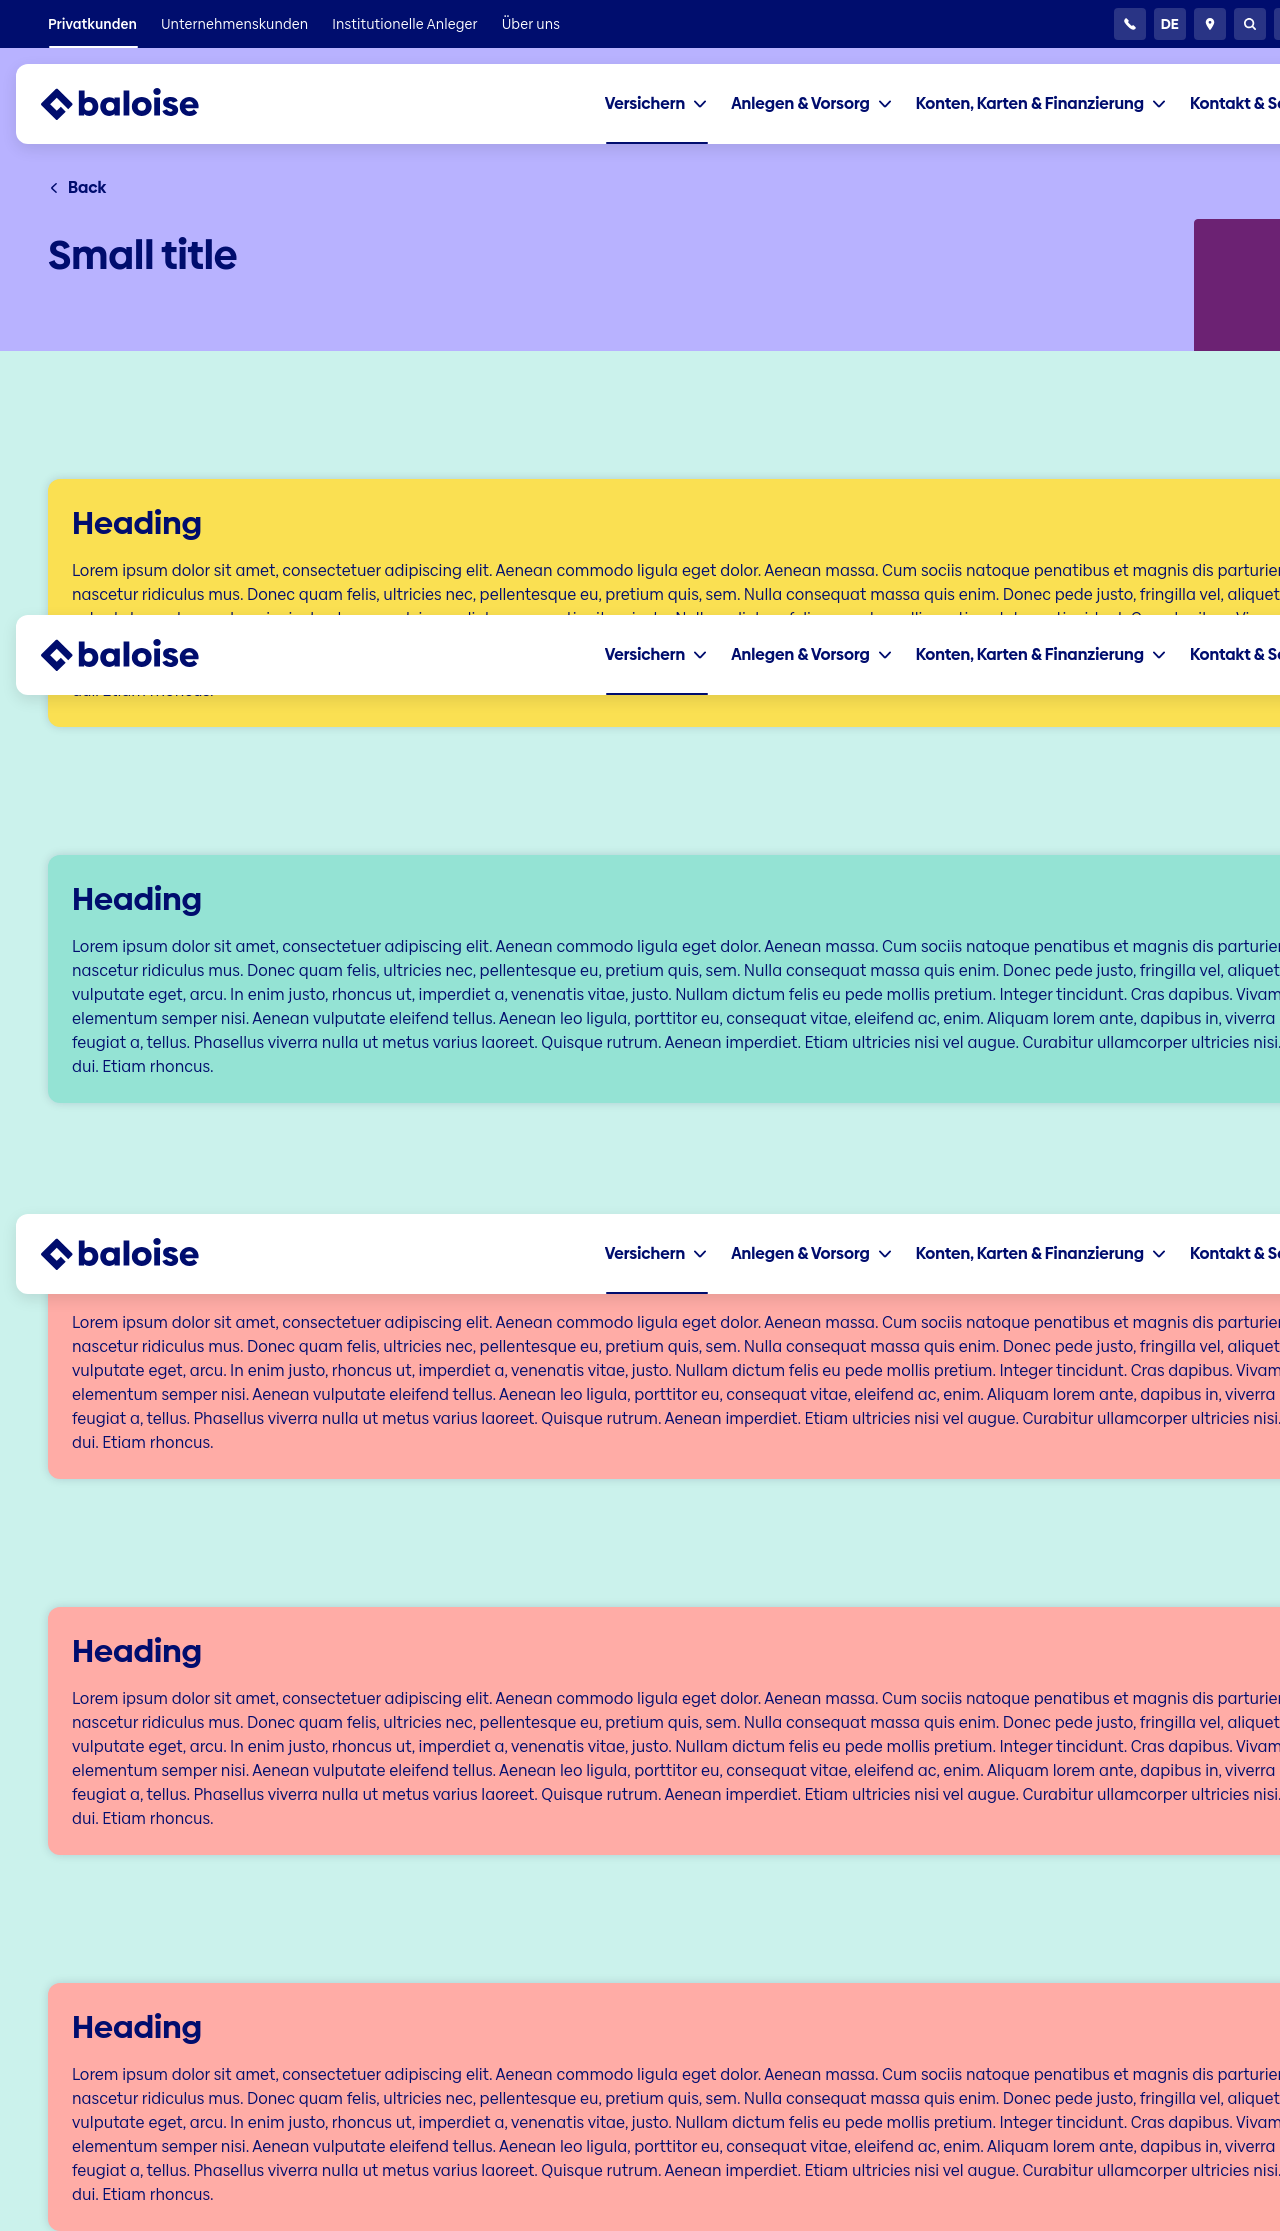 Privatkunden Unternehmenskunden Institutionelle Anleger Über uns DE
baloise Versichern Anlegen & Vorsorg Konten, Karten & Finanzierung Kontakt & Se
Back
Small title
Heading
Lorem ipsum dolor sit amet, consectetuer adipiscing elit. Aenean commodo ligula eget dolor. Aenean massa. Cum sociis natoque penatibus et magnis dis parturien
nascetur ridiculus mus. Donec quam felis, ultricies nec, pellentesque eu, pretium quis, sem. Nulla consequat massa quis enim. Donec pede justo, fringilla vel, aliquet
baloise Versichern Anlegen & Vorsorg Konten, Karten & Finanzierung Kontakt & Se
dui. Etiam rhoncus.
Heading
Lorem ipsum dolor sit amet, consectetuer adipiscing elit. Aenean commodo ligula eget dolor. Aenean massa. Cum sociis natoque penatibus et magnis dis parturien
nascetur ridiculus mus. Donec quam felis, ultricies nec, pellentesque eu, pretium quis, sem. Nulla consequat massa quis enim. Donec pede justo, fringilla vel, aliquet
vulputate eget, arcu. In enim justo, rhoncus ut, imperdiet a, venenatis vitae, justo. Nullam dictum felis eu pede mollis pretium. Integer tincidunt. Cras dapibus. Vivam
elementum semper nisi. Aenean vulputate eleifend tellus. Aenean leo ligula, porttitor eu, consequat vitae, eleifend ac, enim. Aliquam lorem ante, dapibus in, viverra
feugiat a, tellus. Phasellus viverra nulla ut metus varius laoreet. Quisque rutrum. Aenean imperdiet. Etiam ultricies nisi vel augue. Curabitur ullamcorper ultricies nisi.
dui. Etiam rhoncus.
baloise Versichern Anlegen & Vorsorg Konten, Karten & Finanzierung Kontakt & Se
Lorem ipsum dolor sit amet, consectetuer adipiscing elit. Aenean commodo ligula eget dolor. Aenean massa. Cum sociis natoque penatibus et magnis dis parturien
nascetur ridiculus mus. Donec quam felis, ultricies nec, pellentesque eu, pretium quis, sem. Nulla consequat massa quis enim. Donec pede justo, fringilla vel, aliquet
vulputate eget, arcu. In enim justo, rhoncus ut, imperdiet a, venenatis vitae, justo. Nullam dictum felis eu pede mollis pretium. Integer tincidunt. Cras dapibus. Vivam
elementum semper nisi. Aenean vulputate eleifend tellus. Aenean leo ligula, porttitor eu, consequat vitae, eleifend ac, enim. Aliquam lorem ante, dapibus in, viverra
feugiat a, tellus. Phasellus viverra nulla ut metus varius laoreet. Quisque rutrum. Aenean imperdiet. Etiam ultricies nisi vel augue. Curabitur ullamcorper ultricies nisi.
dui. Etiam rhoncus.
Heading
Lorem ipsum dolor sit amet, consectetuer adipiscing elit. Aenean commodo ligula eget dolor. Aenean massa. Cum sociis natoque penatibus et magnis dis parturien
nascetur ridiculus mus. Donec quam felis, ultricies nec, pellentesque eu, pretium quis, sem. Nulla consequat massa quis enim. Donec pede justo, fringilla vel, aliquet
vulputate eget, arcu. In enim justo, rhoncus ut, imperdiet a, venenatis vitae, justo. Nullam dictum felis eu pede mollis pretium. Integer tincidunt. Cras dapibus. Vivam
elementum semper nisi. Aenean vulputate eleifend tellus. Aenean leo ligula, porttitor eu, consequat vitae, eleifend ac, enim. Aliquam lorem ante, dapibus in, viverra
feugiat a, tellus. Phasellus viverra nulla ut metus varius laoreet. Quisque rutrum. Aenean imperdiet. Etiam ultricies nisi vel augue. Curabitur ullamcorper ultricies nisi.
dui. Etiam rhoncus.
Heading
Lorem ipsum dolor sit amet, consectetuer adipiscing elit. Aenean commodo ligula eget dolor. Aenean massa. Cum sociis natoque penatibus et magnis dis parturien
nascetur ridiculus mus. Donec quam felis, ultricies nec, pellentesque eu, pretium quis, sem. Nulla consequat massa quis enim. Donec pede justo, fringilla vel, aliquet
vulputate eget, arcu. In enim justo, rhoncus ut, imperdiet a, venenatis vitae, justo. Nullam dictum felis eu pede mollis pretium. Integer tincidunt. Cras dapibus. Vivam
elementum semper nisi. Aenean vulputate eleifend tellus. Aenean leo ligula, porttitor eu, consequat vitae, eleifend ac, enim. Aliquam lorem ante, dapibus in, viverra
feugiat a, tellus. Phasellus viverra nulla ut metus varius laoreet. Quisque rutrum. Aenean imperdiet. Etiam ultricies nisi vel augue. Curabitur ullamcorper ultricies nisi.
dui. Etiam rhoncus.